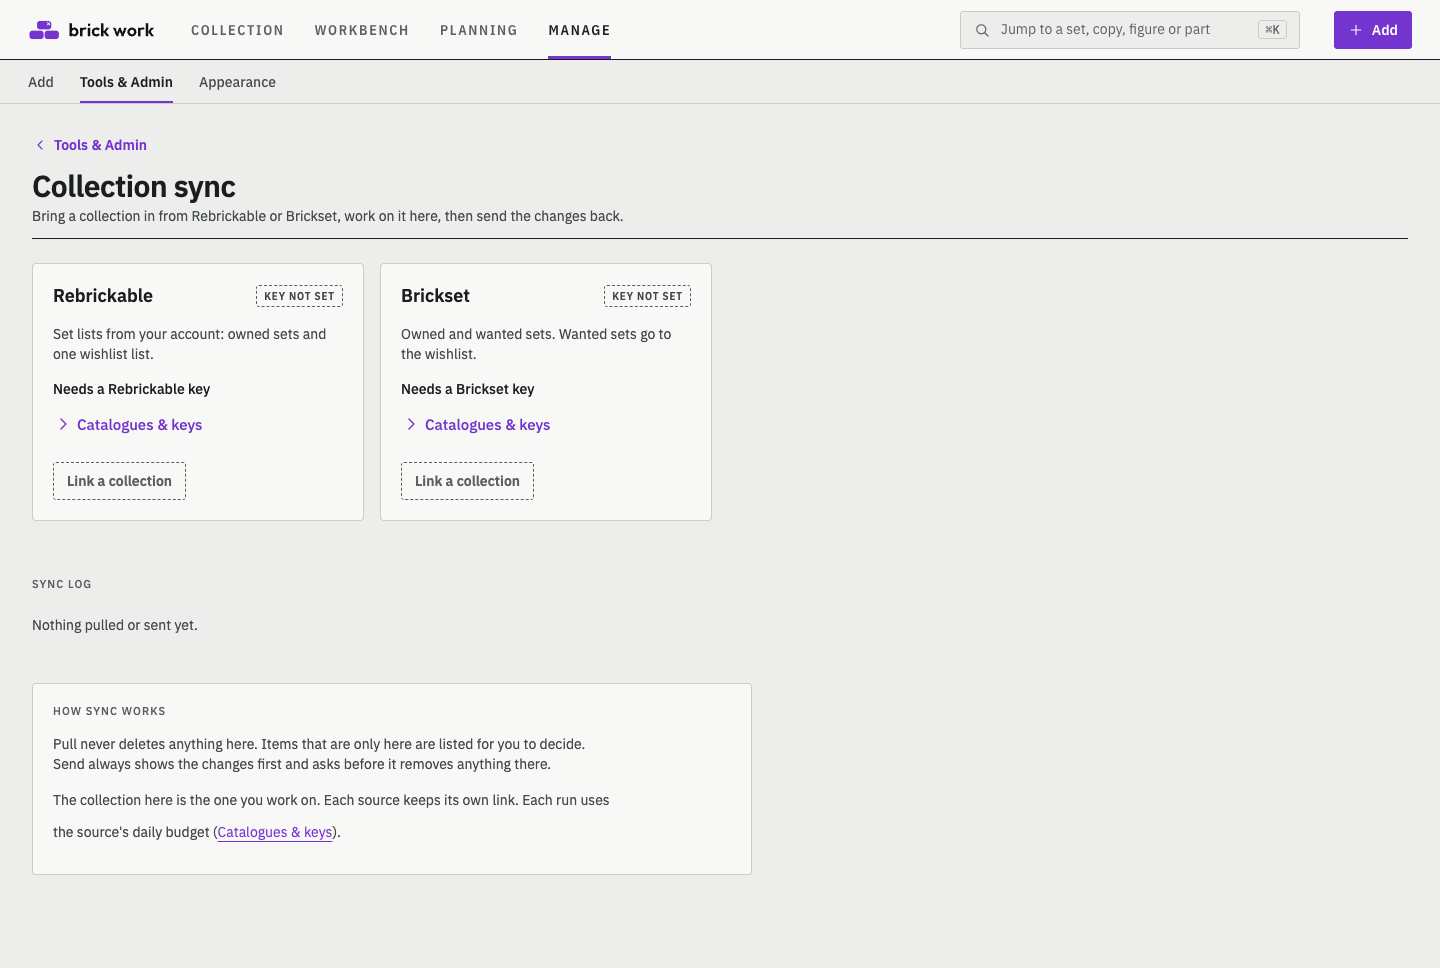 brick work
COLLECTION
WORKBENCH
PLANNING
MANAGE
Jump to a set, copy, figure or part
⌘K
+ Add
Add
Tools & Admin
Appearance
Tools & Admin
Collection sync
Bring a collection in from Rebrickable or Brickset, work on it here, then send the changes back.
Rebrickable
KEY NOT SET
Set lists from your account: owned sets and
one wishlist list.
Needs a Rebrickable key
Catalogues & keys
Link a collection
Brickset
KEY NOT SET
Owned and wanted sets. Wanted sets go to
the wishlist.
Needs a Brickset key
Catalogues & keys
Link a collection
SYNC LOG
Nothing pulled or sent yet.
HOW SYNC WORKS
Pull never deletes anything here. Items that are only here are listed for you to decide.
Send always shows the changes first and asks before it removes anything there.
The collection here is the one you work on. Each source keeps its own link. Each run uses
the source's daily budget (Catalogues & keys).